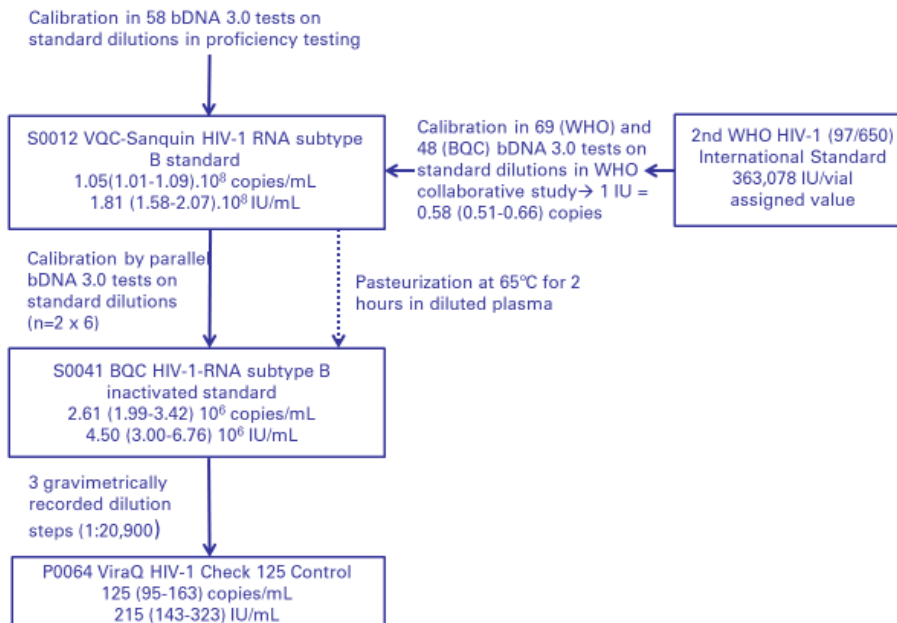 Calibration in 58 bDNA 3.0 tests on
standard dilutions in proficiency testing
S0012 VQC-Sanquin HIV-1 RNA subtype
B standard
1.05(1.01-1.09).10⁸ copies/mL
1.81 (1.58-2.07).10⁸ IU/mL
Calibration in 69 (WHO) and
48 (BQC) bDNA 3.0 tests on
standard dilutions in WHO
collaborative study→ 1 IU =
0.58 (0.51-0.66) copies
2nd WHO HIV-1 (97/650)
International Standard
363,078 IU/vial
assigned value
Calibration by parallel
bDNA 3.0 tests on
standard dilutions
(n=2 x 6)
Pasteurization at 65°C for 2
hours in diluted plasma
S0041 BQC HIV-1-RNA subtype B
inactivated standard
2.61 (1.99-3.42) 10⁶ copies/mL
4.50 (3.00-6.76) 10⁶ IU/mL
3 gravimetrically
recorded dilution
steps (1:20,900)
P0064 ViraQ HIV-1 Check 125 Control
125 (95-163) copies/mL
215 (143-323) IU/mL